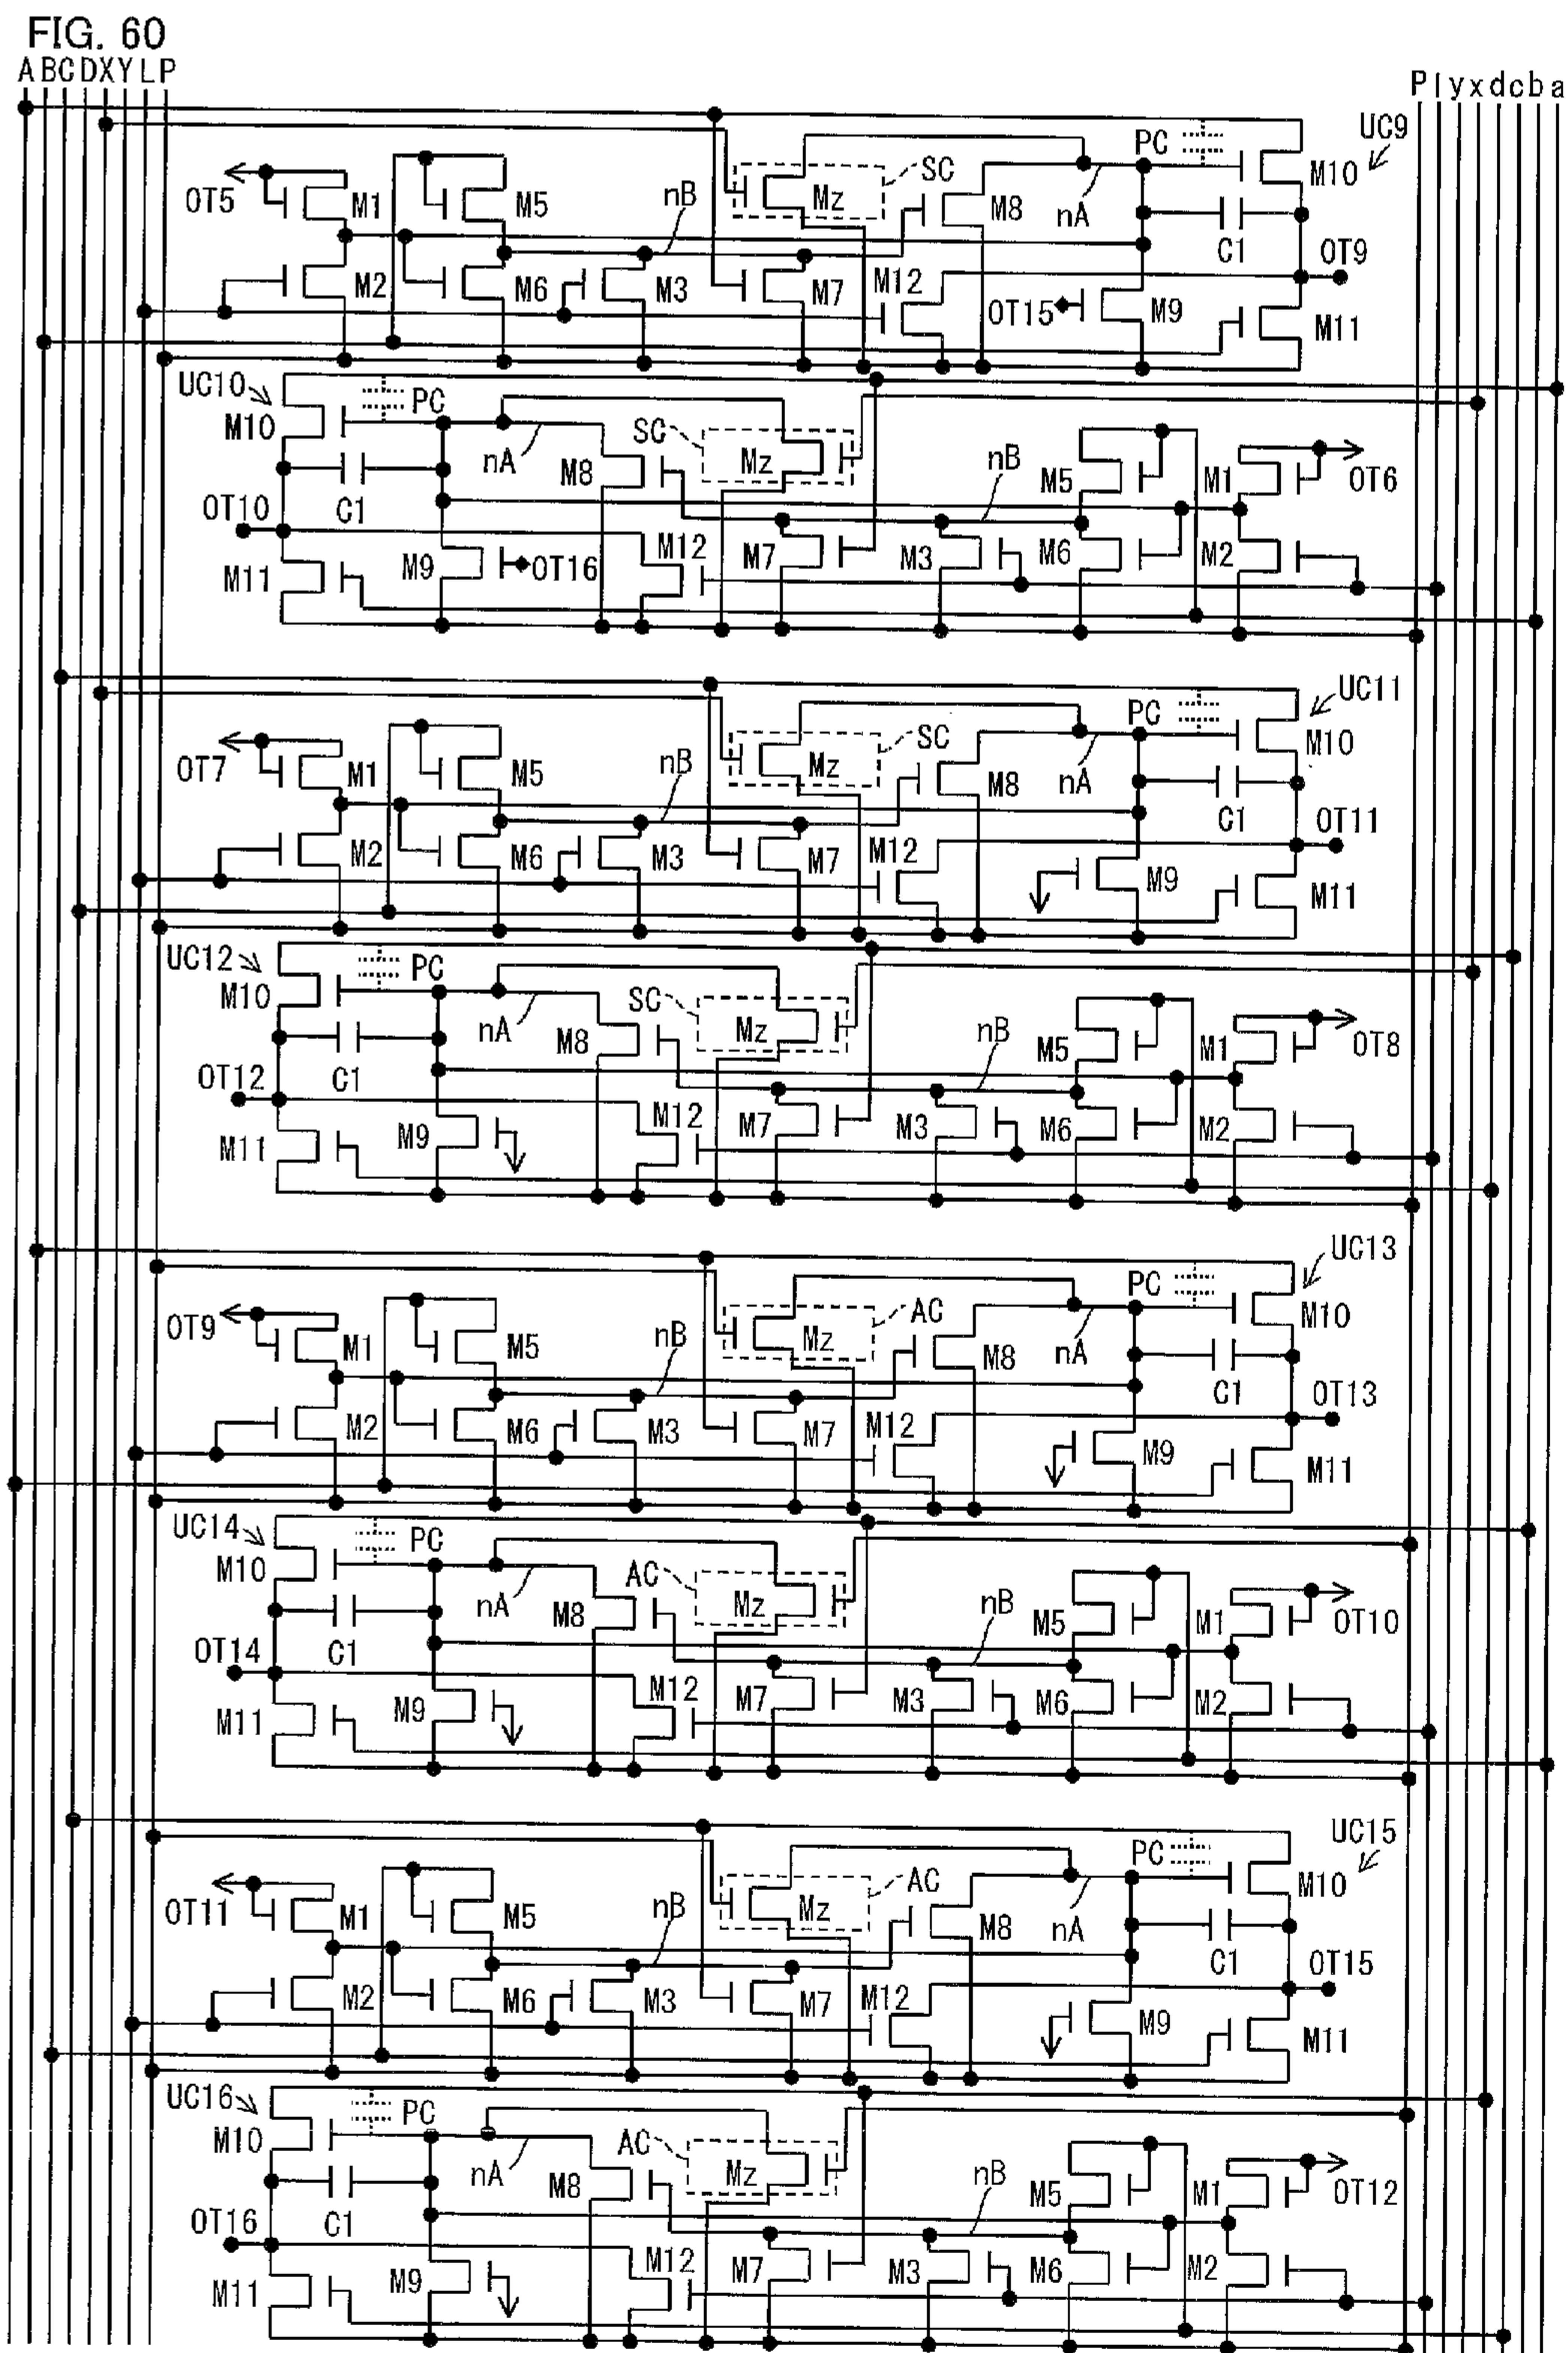 FIG. 60
A B C D X Y L P
P l y x d c b a
UC9
PC
M10
SC
Mz
OT5
M1
M5
nB
M8
nA
C1
OT9
M2
M6
M3
M7
M12
OT15
M9
M11
UC10
PC
M10
SC
Mz
nA
M8
nB
M5
M1
OT6
OT10
C1
M12
M7
M3
M6
M2
M9
OT16
M11
UC11
PC
M10
SC
Mz
OT7
M1
M5
nB
M8
nA
C1
OT11
M2
M6
M3
M7
M12
M9
M11
UC12
PC
M10
SC
Mz
nA
M8
nB
M5
M1
OT8
OT12
C1
M12
M7
M3
M6
M2
M9
M11
UC13
PC
M10
AC
Mz
OT9
M1
M5
nB
M8
nA
C1
OT13
M2
M6
M3
M7
M12
M9
M11
UC14
PC
M10
AC
Mz
nA
M8
nB
M5
M1
OT10
OT14
C1
M12
M7
M3
M6
M2
M9
M11
UC15
PC
M10
AC
Mz
OT11
M1
M5
nB
M8
nA
C1
OT15
M2
M6
M3
M7
M12
M9
M11
UC16
PC
M10
AC
Mz
nA
M8
nB
M5
M1
OT12
OT16
C1
M12
M7
M3
M6
M2
M9
M11